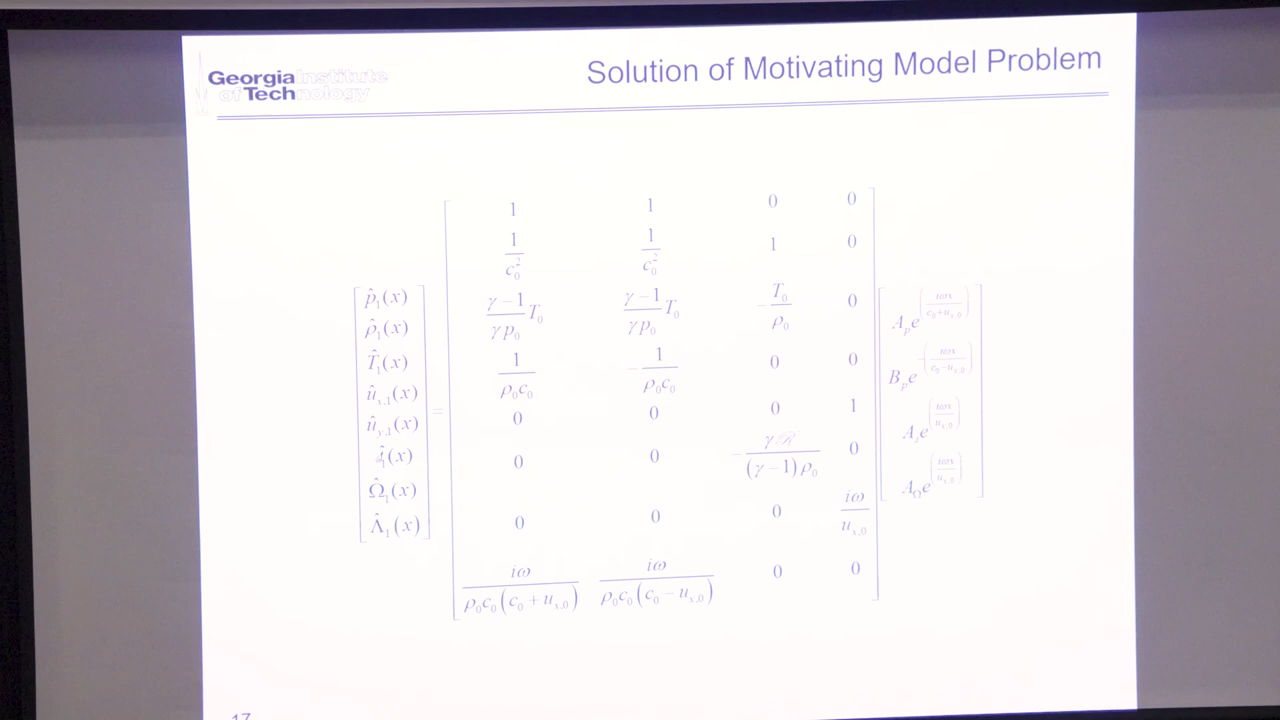 Georgia Institute
of Technology
Solution of Motivating Model Problem
[ p̂₁(x) ; ρ̂₁(x) ; T̂₁(x) ; û_{x,1}(x) ; û_{y,1}(x) ; 𝓈̂₁(x) ; Ω̂₁(x) ; Λ̂₁(x) ] =
1 1 0 0
1/c₀² 1/c₀² 1 0
(γ−1)/(γp₀) T₀ (γ−1)/(γp₀) T₀ −T₀/ρ₀ 0
1/(ρ₀c₀) −1/(ρ₀c₀) 0 0
0 0 0 1
0 0 −γℛ/((γ−1)ρ₀) 0
0 0 0 iω/u_{x,0}
iω/(ρ₀c₀(c₀+u_{x,0})) iω/(ρ₀c₀(c₀−u_{x,0})) 0 0
A_p e^(iωx/(c₀+u_{x,0}))
B_p e^−(iωx/(c₀−u_{x,0}))
A_𝓈 e^(iωx/u_{x,0})
A_Ω e^(iωx/u_{x,0})
17